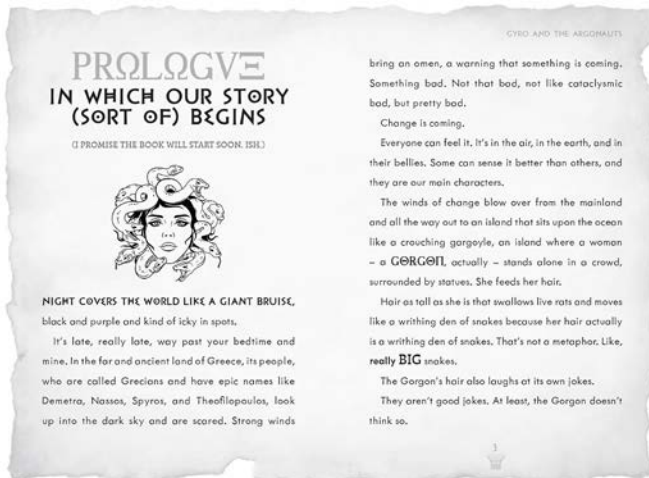 PRΩLΩGVΞ
IN WHICH OUR STORY
(SORT OF) BEGINS
(I PROMISE THE BOOK WILL START SOON. ISH.)
NIGHT COVERS THE WORLD LIKE A GIANT BRUISE,
black and purple and kind of icky in spots.
It's late, really late, way past your bedtime and
mine. In the far and ancient land of Greece, its people,
who are called Grecians and have epic names like
Demetra, Nassos, Spyros, and Theofilopoulos, look
up into the dark sky and are scared. Strong winds
GYRO AND THE ARGONAUTS
bring an omen, a warning that something is coming.
Something bad. Not that bad, not like cataclysmic
bad, but pretty bad.
Change is coming.
Everyone can feel it. It's in the air, in the earth, and in
their bellies. Some can sense it better than others, and
they are our main characters.
The winds of change blow over from the mainland
and all the way out to an island that sits upon the ocean
like a crouching gargoyle, an island where a woman
– a GORGON, actually – stands alone in a crowd,
surrounded by statues. She feeds her hair.
Hair as tall as she is that swallows live rats and moves
like a writhing den of snakes because her hair actually
is a writhing den of snakes. That's not a metaphor. Like,
really BIG snakes.
The Gorgon's hair also laughs at its own jokes.
They aren't good jokes. At least, the Gorgon doesn't
think so.